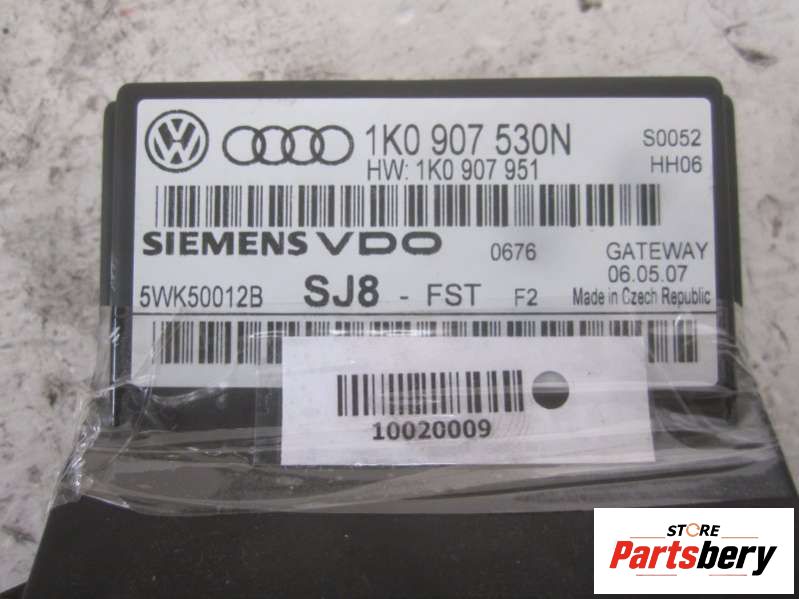 1K0 907 530N
S0052
HW: 1K0 907 951
HH06
SIEMENS VDO
0676
GATEWAY
06.05.07
5WK50012B
SJ8 - FST F2
Made in Czech Republic
10020009
STORE
Partsbery